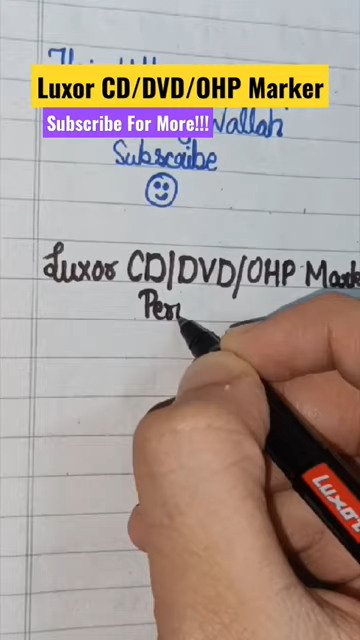 Luxor CD/DVD/OHP Marker
Subscribe For More!!!
Wallah
Subscribe
Luxor CD/DVD/OHP Mark
Per
LUXOR